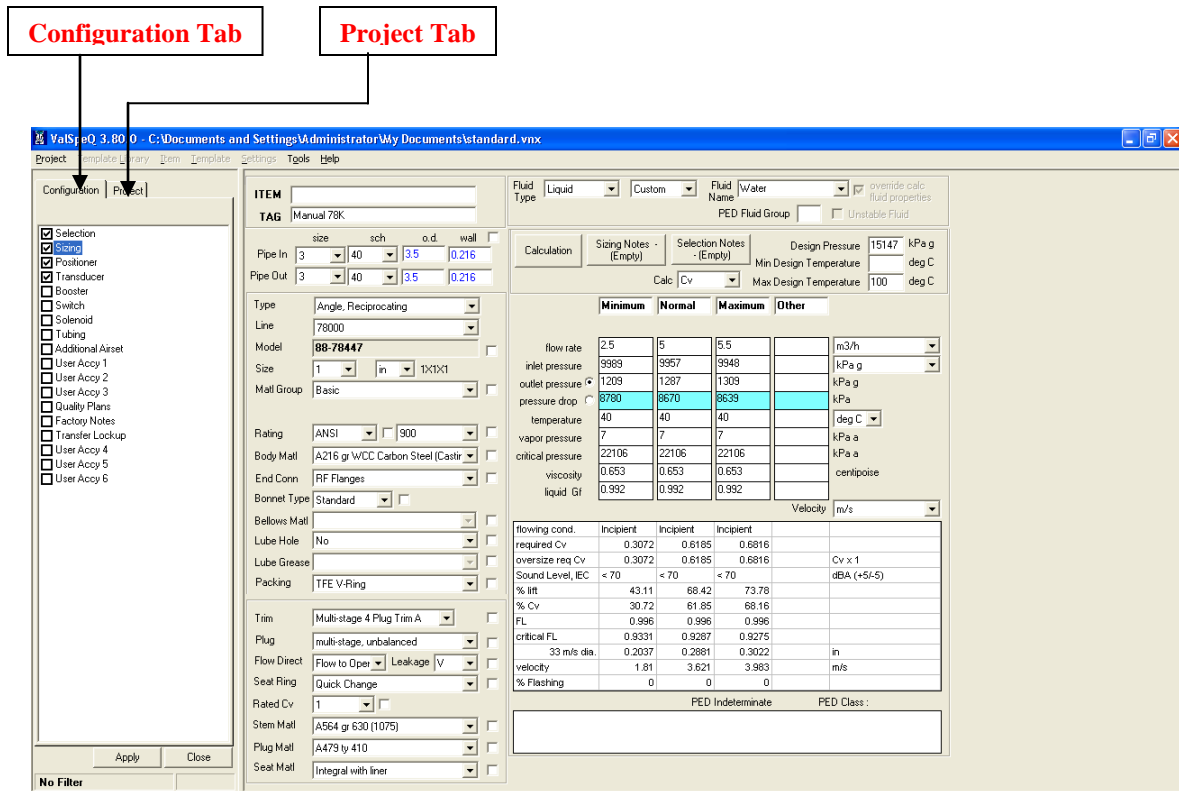 Configuration Tab
Project Tab
ValSpeQ 3.80.0 - C:\Documents and Settings\Administrator\My Documents\standard.vnx
Project Template Library Item Template Settings Tools Help
Configuration Project
Selection
Sizing
Positioner
Transducer
Booster
Switch
Solenoid
Tubing
Additional Airset
User Accy 1
User Accy 2
User Accy 3
Quality Plans
Factory Notes
Transfer Lockup
User Accy 4
User Accy 5
User Accy 6
Apply Close
No Filter
ITEM
TAG Manual 78K
size sch o.d. wall
Pipe In 3 40 3.5 0.216
Pipe Out 3 40 3.5 0.216
Type Angle, Reciprocating
Line 78000
Model 88-78447
Size 1 in 1X1X1
Matl Group Basic
Rating ANSI 900
Body Matl A216 gr WCC Carbon Steel (Castir
End Conn RF Flanges
Bonnet Type Standard
Bellows Matl
Lube Hole No
Lube Grease
Packing TFE V-Ring
Trim Multi-stage 4 Plug Trim A
Plug multi-stage, unbalanced
Flow Direct Flow to Oper Leakage V
Seat Ring Quick Change
Rated Cv 1
Stem Matl A564 gr 630 (1075)
Plug Matl A479 ty 410
Seat Matl Integral with liner
Fluid Type Liquid Custom Fluid Name Water override calc fluid properties
PED Fluid Group Unstable Fluid
Calculation Sizing Notes - (Empty) Selection Notes - (Empty) Design Pressure 15147 kPa g
Min Design Temperature deg C
Calc Cv Max Design Temperature 100 deg C
Minimum Normal Maximum Other
flow rate 2.5 5 5.5 m3/h
inlet pressure 9989 9957 9948 kPa g
outlet pressure 1209 1287 1309 kPa g
pressure drop 8780 8670 8639 kPa
temperature 40 40 40 deg C
vapor pressure 7 7 7 kPa a
critical pressure 22106 22106 22106 kPa a
viscosity 0.653 0.653 0.653 centipoise
liquid Gf 0.992 0.992 0.992
Velocity m/s
flowing cond. Incipient Incipient Incipient
required Cv 0.3072 0.6185 0.6816
oversize req Cv 0.3072 0.6185 0.6816 Cv x 1
Sound Level, IEC < 70 < 70 < 70 dBA (+5/-5)
% lift 43.11 68.42 73.78
% Cv 30.72 61.85 68.16
FL 0.996 0.996 0.996
critical FL 0.9331 0.9287 0.9275
33 m/s dia. 0.2037 0.2881 0.3022 in
velocity 1.81 3.621 3.983 m/s
% Flashing 0 0 0
PED Indeterminate PED Class :